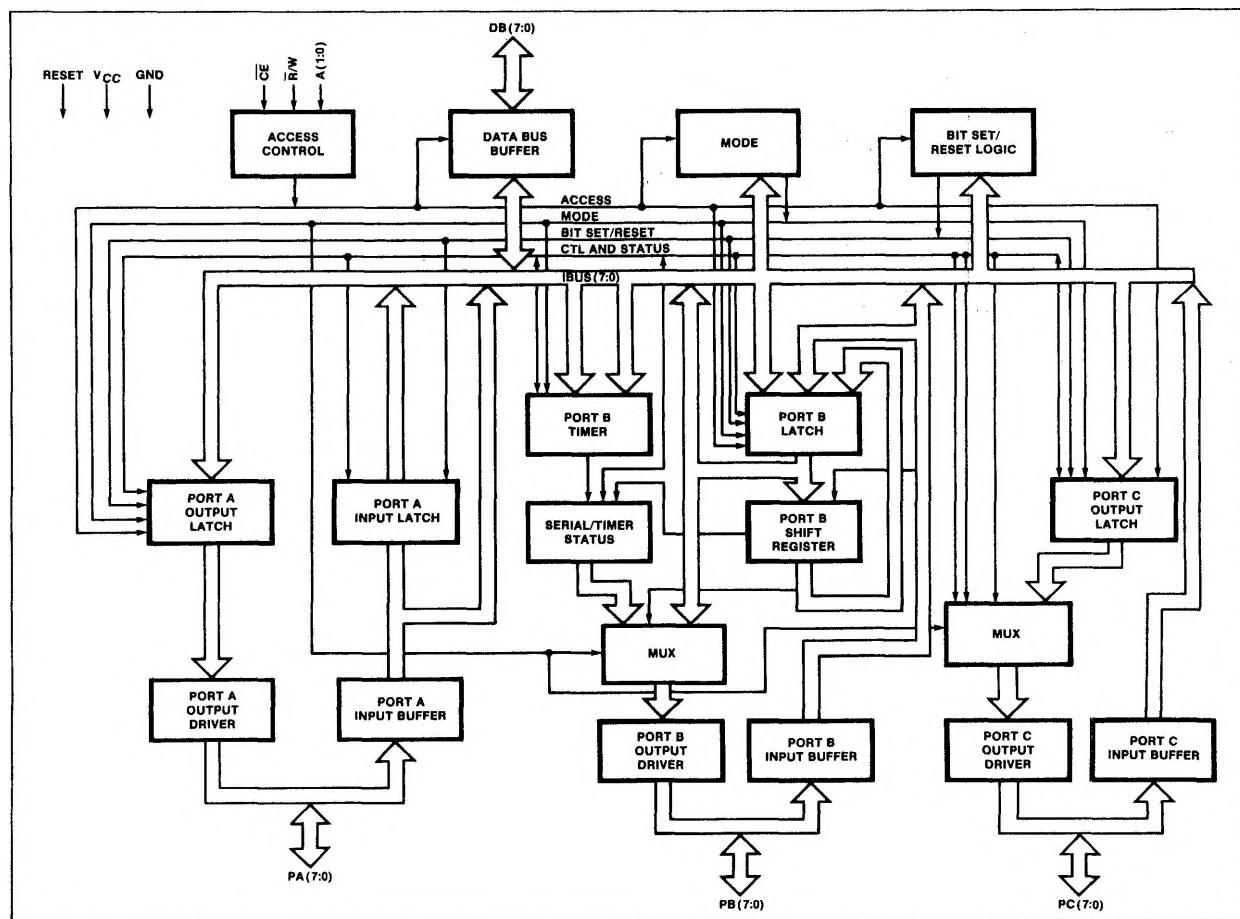 DB (7:0)
RESET VCC GND
CE
R/W
A (1:0)
ACCESS
CONTROL
DATA BUS
BUFFER
MODE
BIT SET/
RESET LOGIC
ACCESS
MODE
BIT SET/RESET
CTL AND STATUS
IBUS (7:0)
PORT B
TIMER
PORT B
LATCH
PORT A
OUTPUT
LATCH
PORT A
INPUT LATCH
SERIAL/TIMER
STATUS
PORT B
SHIFT
REGISTER
PORT C
OUTPUT
LATCH
MUX
MUX
PORT A
OUTPUT
DRIVER
PORT A
INPUT BUFFER
PORT B
OUTPUT
DRIVER
PORT B
INPUT BUFFER
PORT C
OUTPUT
DRIVER
PORT C
INPUT BUFFER
PA (7:0)
PB (7:0)
PC (7:0)